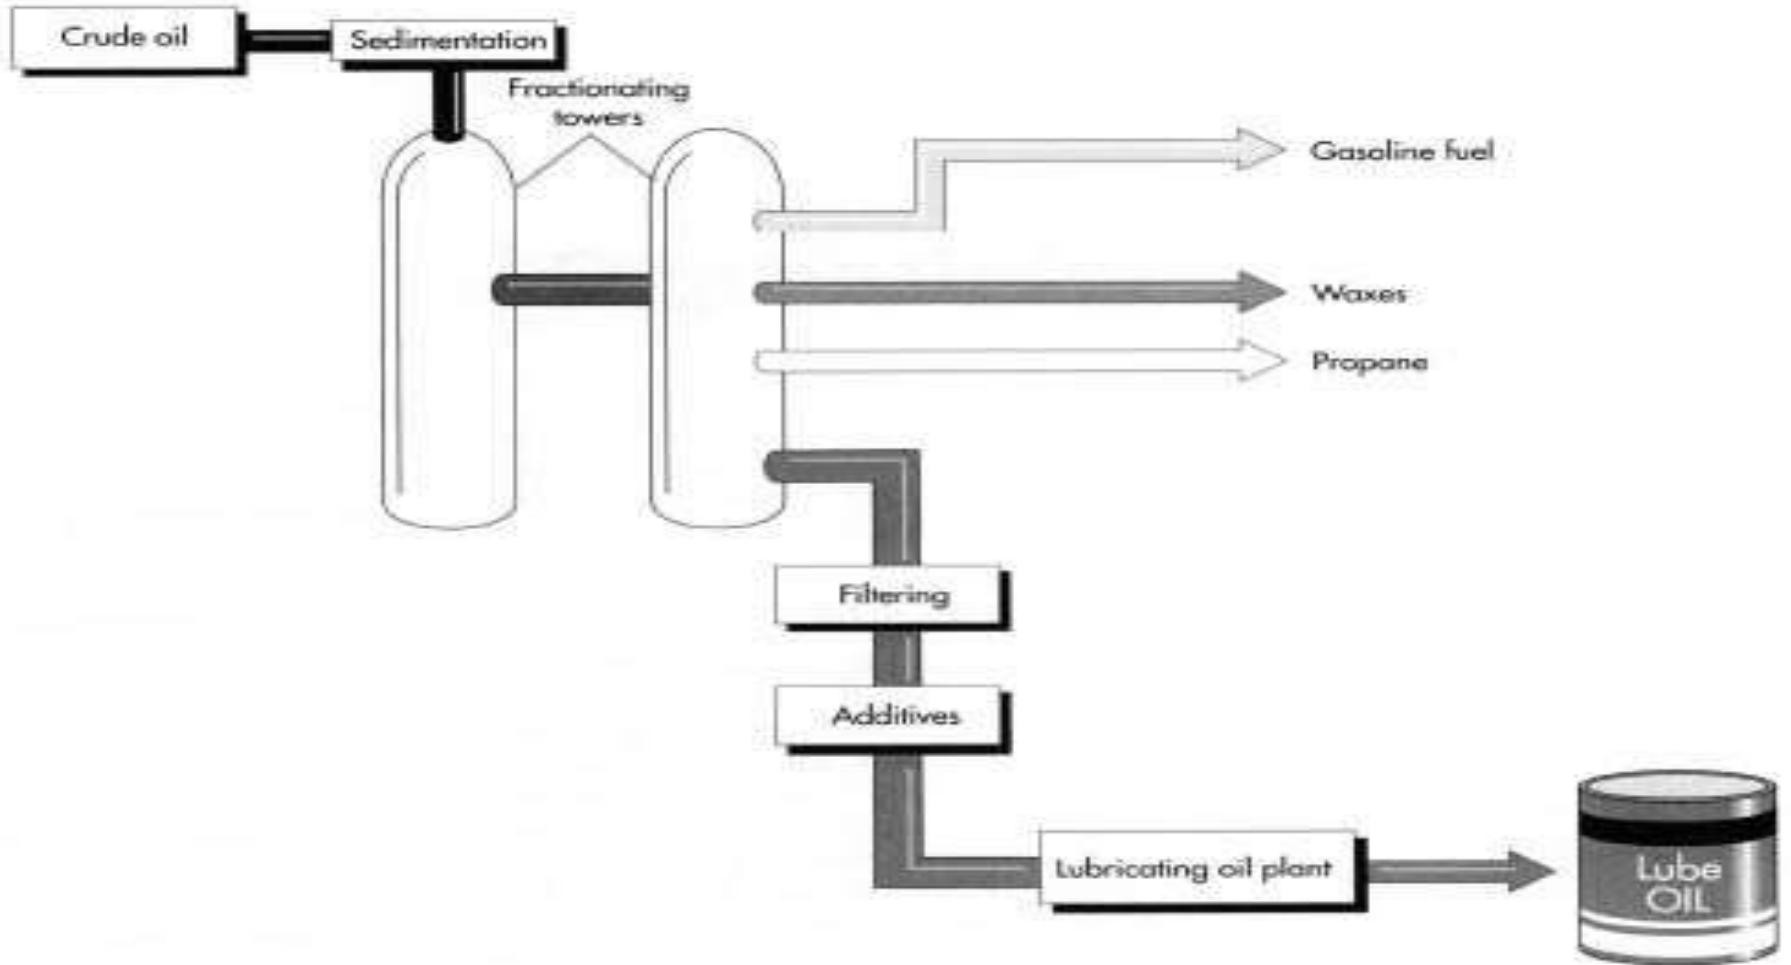 Crude oil
Sedimentation
Fractionating
towers
Gasoline fuel
Waxes
Propane
Filtering
Additives
Lubricating oil plant
Lube
OIL